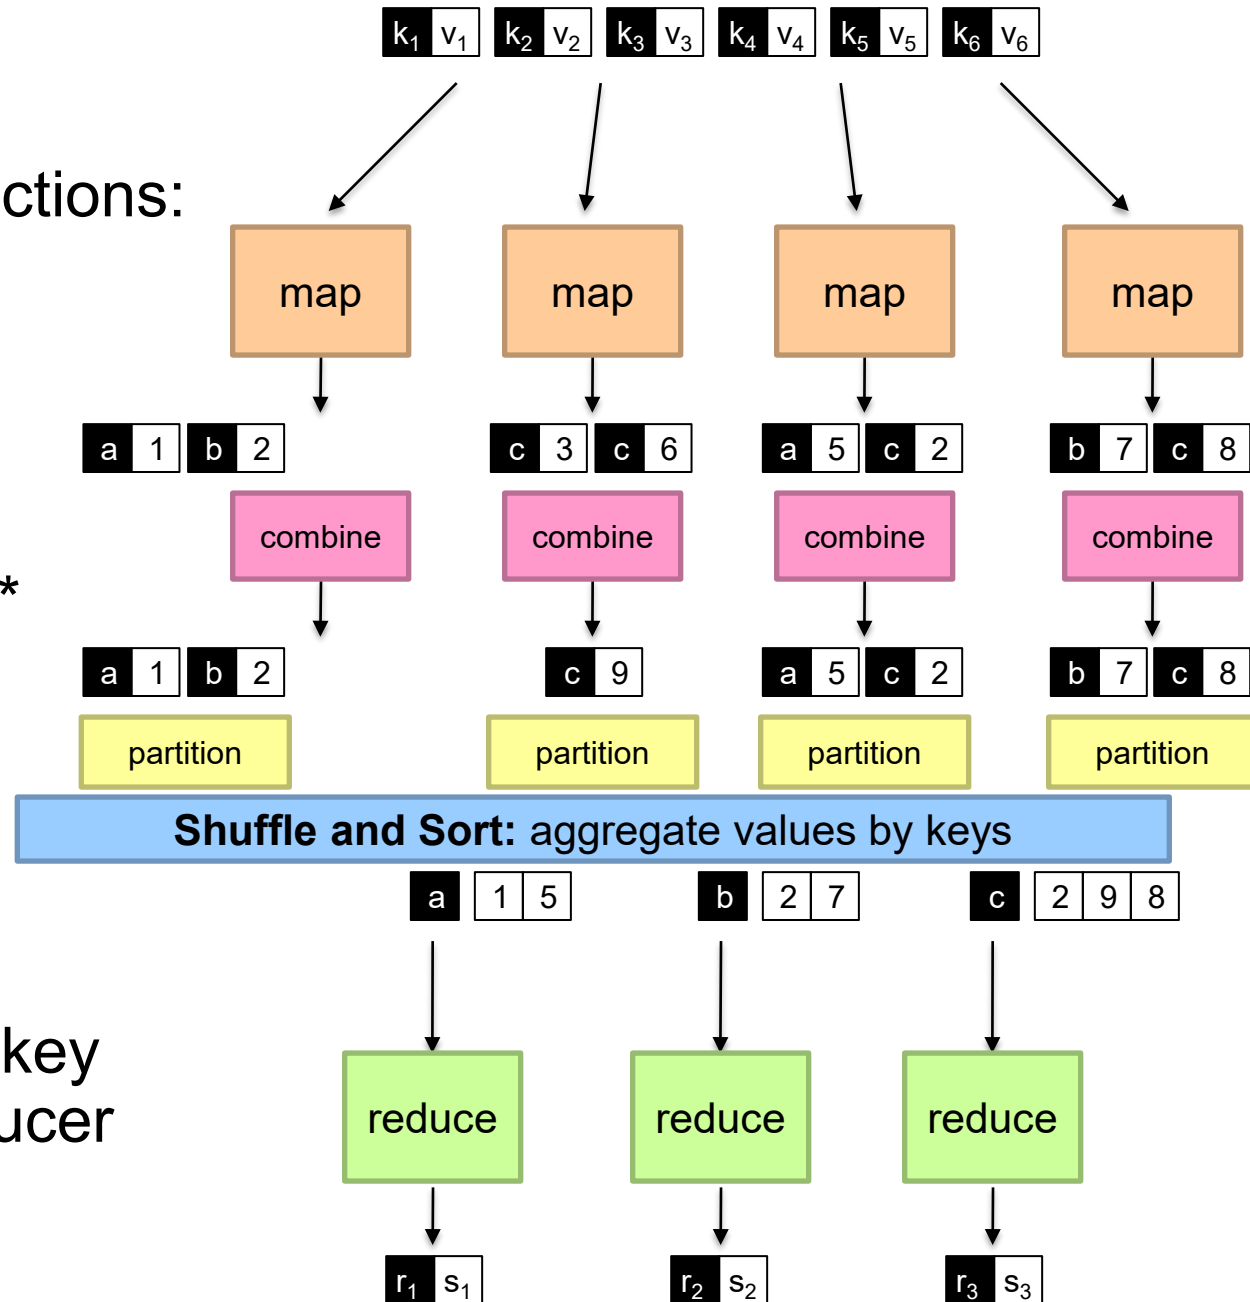 k₁ v₁ k₂ v₂ k₃ v₃ k₄ v₄ k₅ v₅ k₆ v₆
ctions:
map map map map
a 1 b 2 c 3 c 6 a 5 c 2 b 7 c 8
combine combine combine combine
*
a 1 b 2 c 9 a 5 c 2 b 7 c 8
partition partition partition partition
Shuffle and Sort: aggregate values by keys
a 1 5 b 2 7 c 2 9 8
key
ucer
reduce reduce reduce
r₁ s₁ r₂ s₂ r₃ s₃